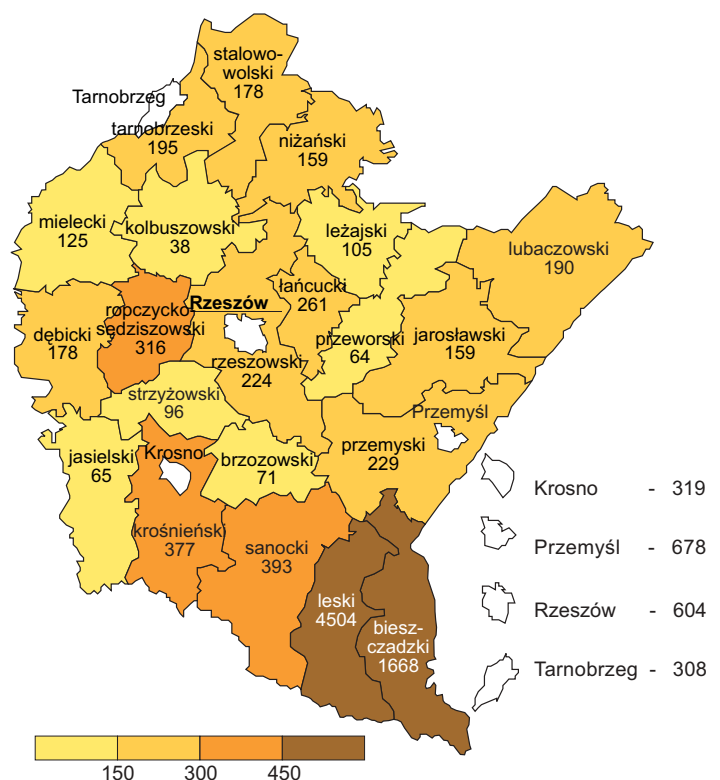 stalowo-
wolski
178
Tarnobrzeg
tarnobrzeski
195
niżański
159
mielecki
125
kolbuszowski
38
leżajski
105
lubaczowski
190
łańcucki
261
Rzeszów
ropczycko-
sędziszowski
316
dębicki
178
przeworski
64
jarosławski
159
rzeszowski
224
strzyżowski
96
Przemyśl
przemyski
229
Krosno
jasielski
65
brzozowski
71
krośnieński
377
sanocki
393
leski
4504
biesz-
czadzki
1668
Krosno - 319
Przemyśl - 678
Rzeszów - 604
Tarnobrzeg - 308
150 300 450